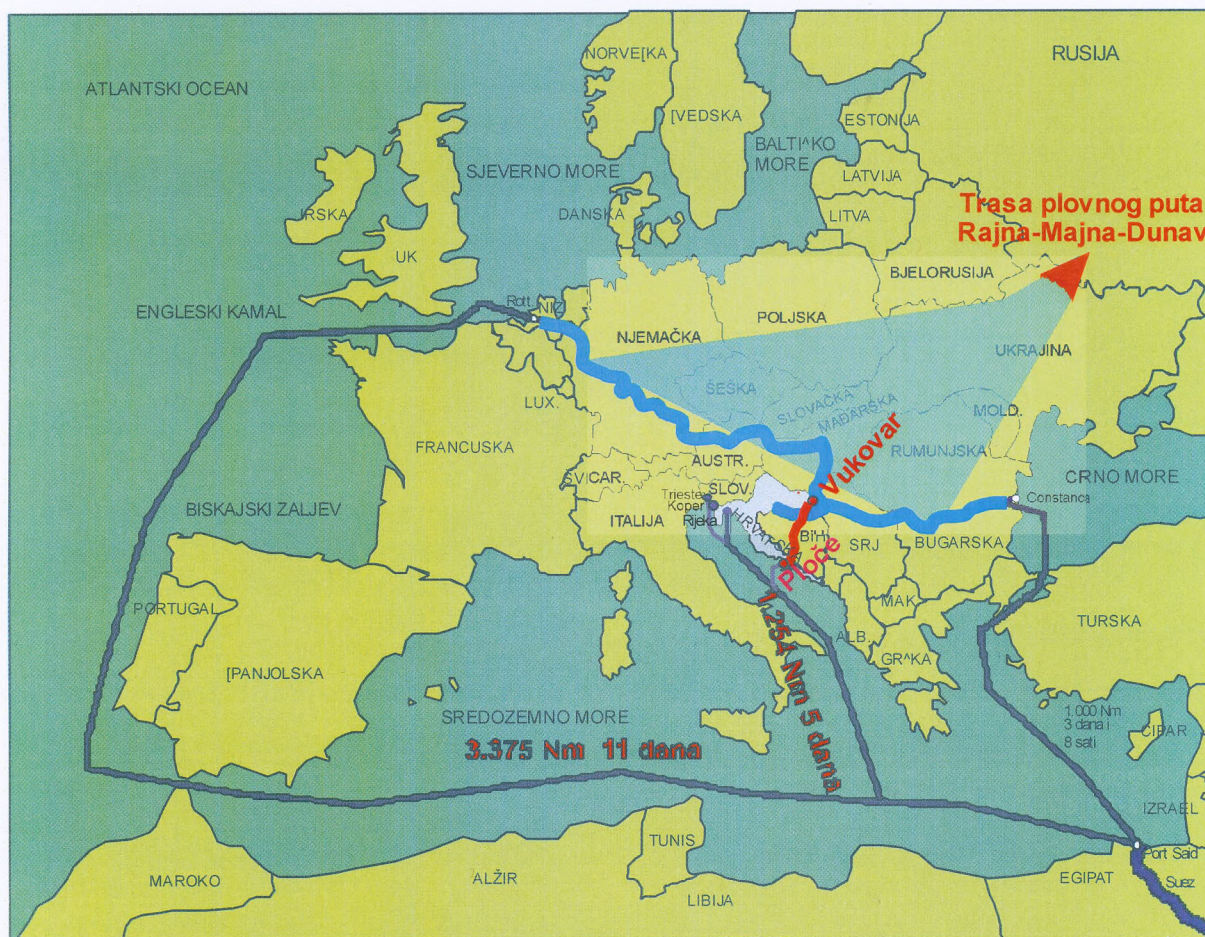 RUSIJA
NORVE[KA
ATLANTSKI OCEAN
[VEDSKA
ESTONIJA
BALTI^KO
MORE
SJEVERNO MORE
LATVIJA
DANSKA
LITVA
IRSKA
Trasa plovnog puta
Rajna-Majna-Dunav
UK
BJELORUSIJA
Rott.
NIZ
ENGLESKI KAMAL
POLJSKA
NJEMAČKA
UKRAJINA
ŠEŠKA
SLOVAČKA
MAĐARSKA
LUX.
MOLD.
FRANCUSKA
RUMUNJSKA
Vukovar
AUSTR.
ŠVICAR.
SLOV.
CRNO MORE
Trieste
Koper
Rijeka
Constanca
BISKAJSKI ZALJEV
ITALIJA
HRVATSKA
BIH
SRJ
BUGARSKA
Ploče
PORTUGAL
MAK.
TURSKA
ALB.
GR^KA
[PANJOLSKA
1.254 Nm 5 dana
SREDOZEMNO MORE
1.000 Nm
3 dana i
8 sati
CIPAR
3.375 Nm 11 dana
IZRAEL
TUNIS
Port Said
MAROKO
ALŽIR
EGIPAT
Suez
LIBIJA